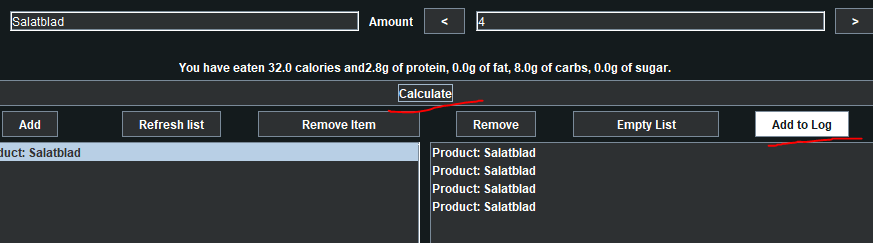 Salatblad Amount < 4 >
You have eaten 32.0 calories and2.8g of protein, 0.0g of fat, 8.0g of carbs, 0.0g of sugar.
Calculate
Add Refresh list Remove Item Remove Empty List Add to Log
duct: Salatblad
Product: Salatblad
Product: Salatblad
Product: Salatblad
Product: Salatblad